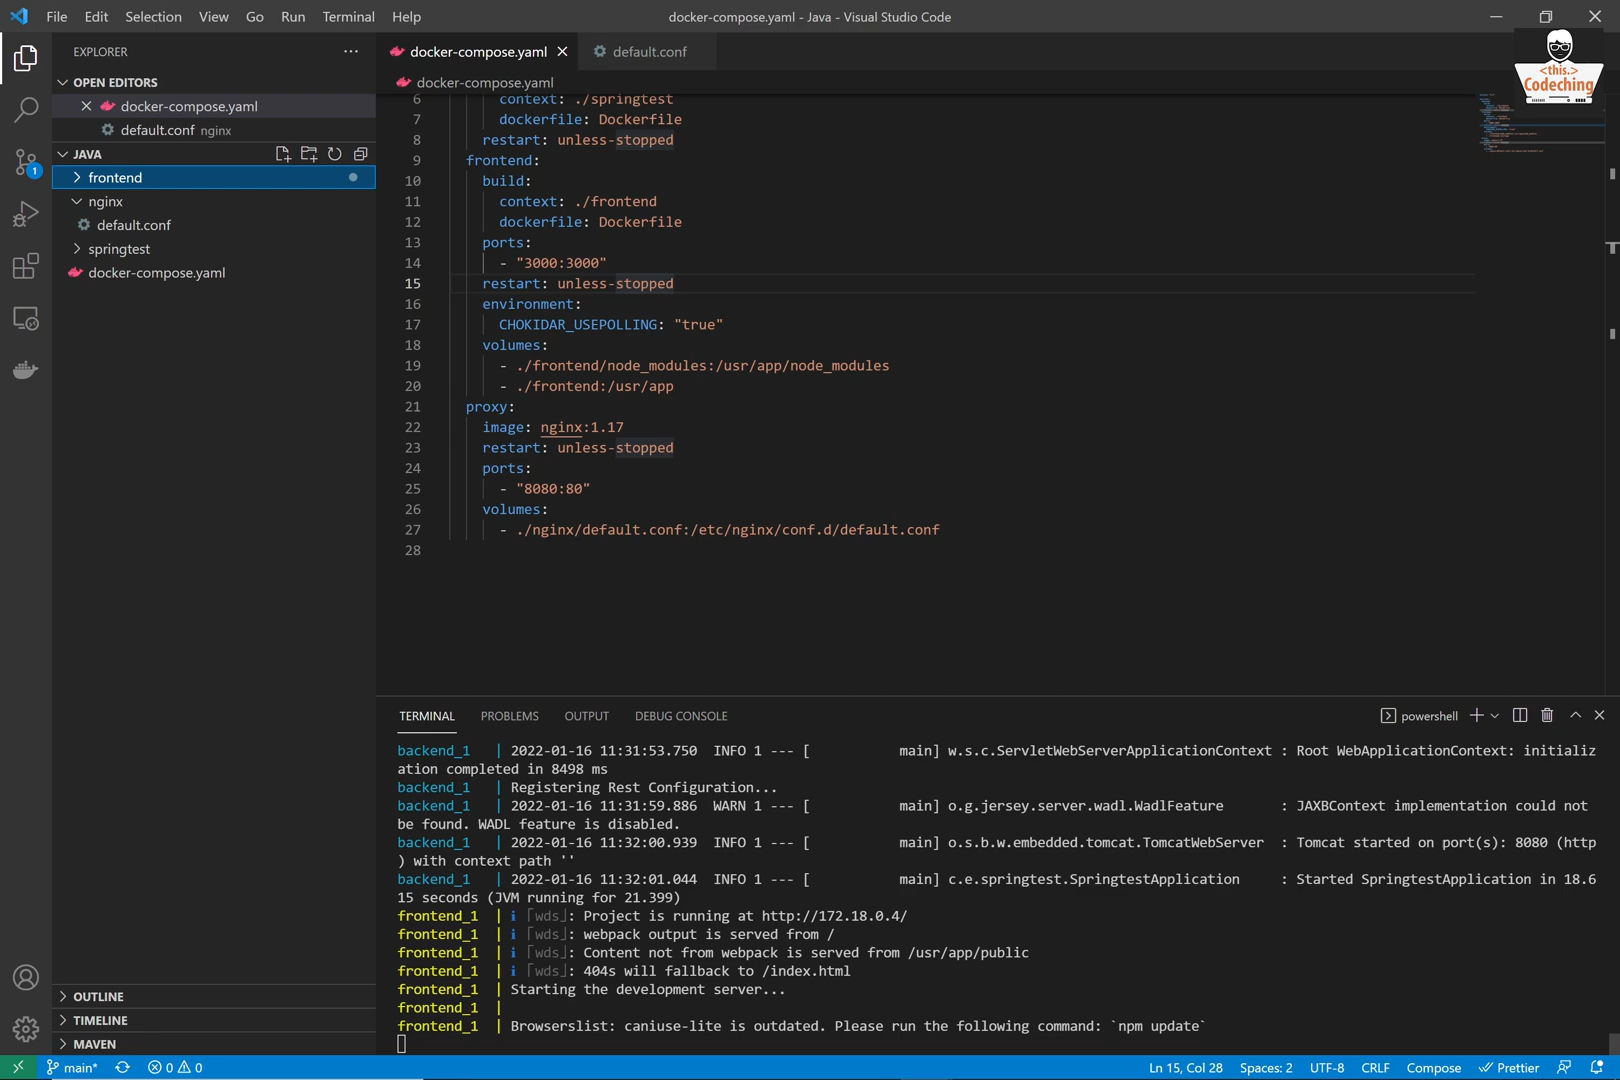 File Edit Selection View Go Run Terminal Help
docker-compose.yaml - Java - Visual Studio Code
<this.>
Codeching
EXPLORER
OPEN EDITORS
docker-compose.yaml
default.conf nginx
JAVA
frontend
nginx
default.conf
springtest
docker-compose.yaml
OUTLINE
TIMELINE
MAVEN
1
docker-compose.yaml
default.conf
docker-compose.yaml
6 context: ./springtest
7 dockerfile: Dockerfile
8 restart: unless-stopped
9 frontend:
10 build:
11 context: ./frontend
12 dockerfile: Dockerfile
13 ports:
14 - "3000:3000"
15 restart: unless-stopped
16 environment:
17 CHOKIDAR_USEPOLLING: "true"
18 volumes:
19 - ./frontend/node_modules:/usr/app/node_modules
20 - ./frontend:/usr/app
21 proxy:
22 image: nginx:1.17
23 restart: unless-stopped
24 ports:
25 - "8080:80"
26 volumes:
27 - ./nginx/default.conf:/etc/nginx/conf.d/default.conf
28
TERMINAL PROBLEMS OUTPUT DEBUG CONSOLE
powershell
backend_1 | 2022-01-16 11:31:53.750 INFO 1 --- [ main] w.s.c.ServletWebServerApplicationContext : Root WebApplicationContext: initializ
ation completed in 8498 ms
backend_1 | Registering Rest Configuration...
backend_1 | 2022-01-16 11:31:59.886 WARN 1 --- [ main] o.g.jersey.server.wadl.WadlFeature : JAXBContext implementation could not
be found. WADL feature is disabled.
backend_1 | 2022-01-16 11:32:00.939 INFO 1 --- [ main] o.s.b.w.embedded.tomcat.TomcatWebServer : Tomcat started on port(s): 8080 (http
) with context path ''
backend_1 | 2022-01-16 11:32:01.044 INFO 1 --- [ main] c.e.springtest.SpringtestApplication : Started SpringtestApplication in 18.6
15 seconds (JVM running for 21.399)
frontend_1 | ℹ ｢wds｣: Project is running at http://172.18.0.4/
frontend_1 | ℹ ｢wds｣: webpack output is served from /
frontend_1 | ℹ ｢wds｣: Content not from webpack is served from /usr/app/public
frontend_1 | ℹ ｢wds｣: 404s will fallback to /index.html
frontend_1 | Starting the development server...
frontend_1 |
frontend_1 | Browserslist: caniuse-lite is outdated. Please run the following command: `npm update`
main* 0 0
Ln 15, Col 28 Spaces: 2 UTF-8 CRLF Compose Prettier